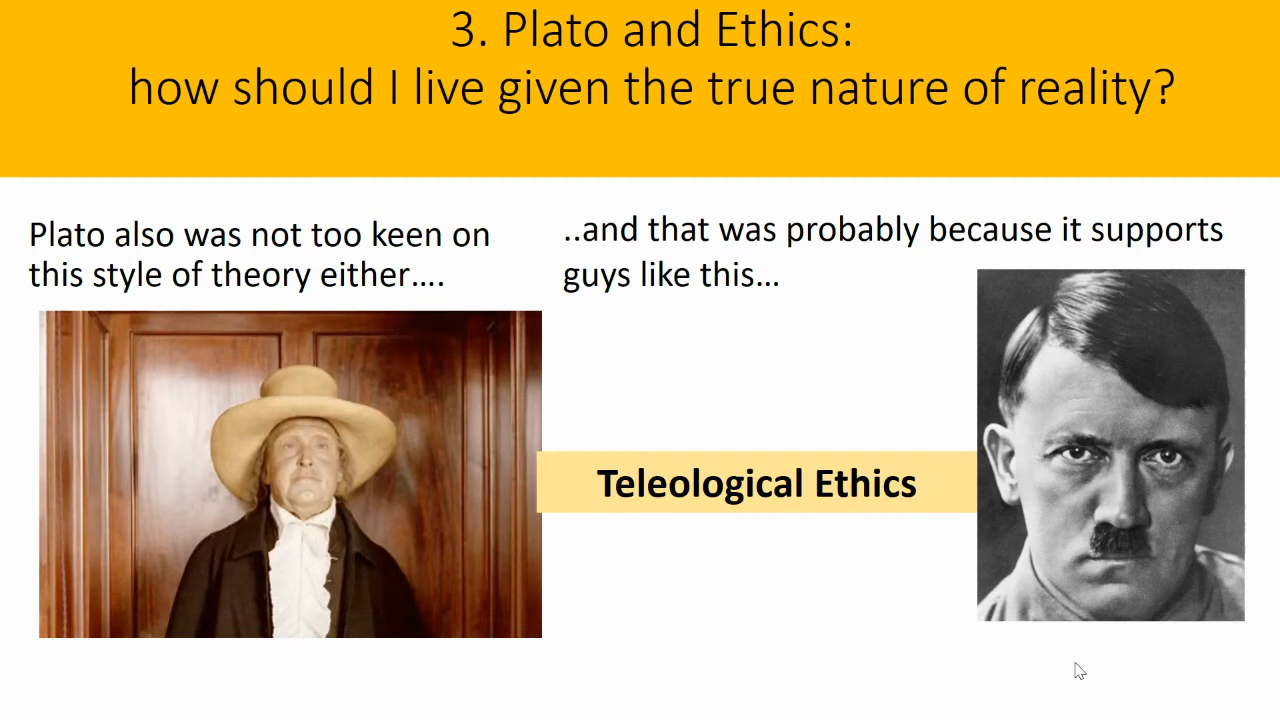 3. Plato and Ethics:
how should I live given the true nature of reality?
Plato also was not too keen on
this style of theory either….
..and that was probably because it supports
guys like this…
Teleological Ethics